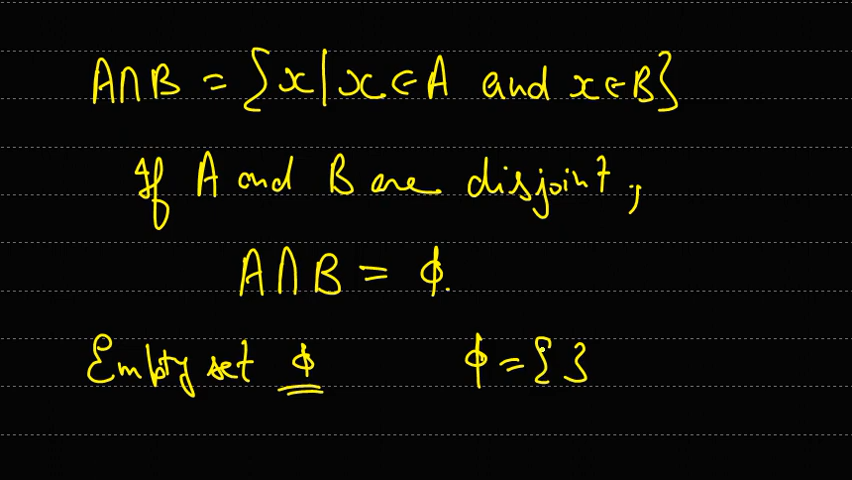 A∩B = {x|x∈A and x∈B}
If A and B are disjoint,
A∩B = ϕ.
Empty set ϕ ϕ = { }